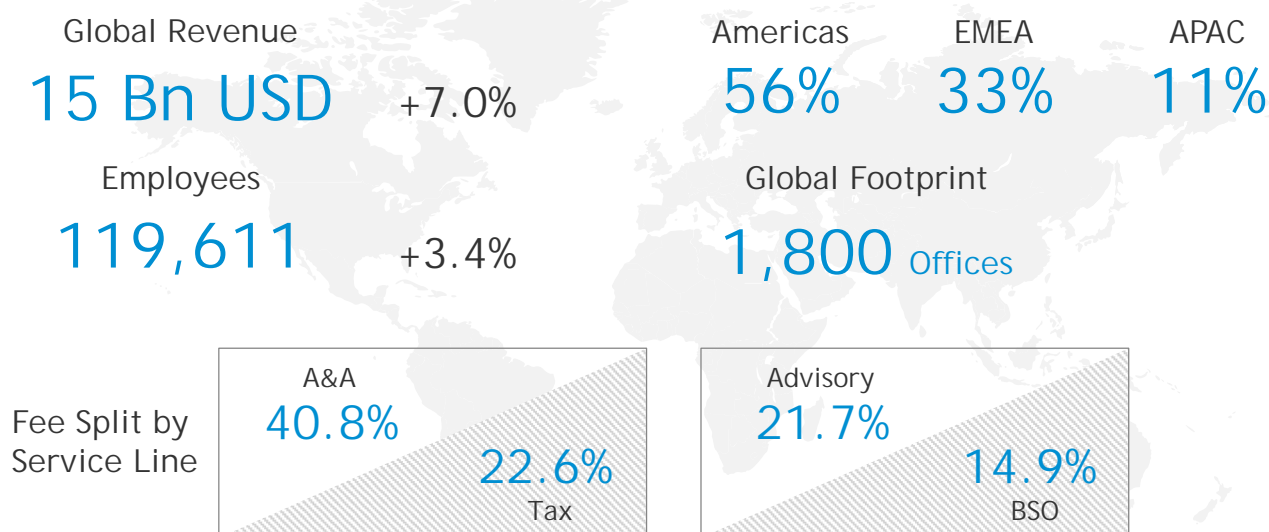 Global Revenue
15 Bn USD +7.0%
Employees
119,611 +3.4%
Americas EMEA APAC
56% 33% 11%
Global Footprint
1,800 Offices
Fee Split by
Service Line
A&A
40.8%
22.6%
Tax
Advisory
21.7%
14.9%
BSO